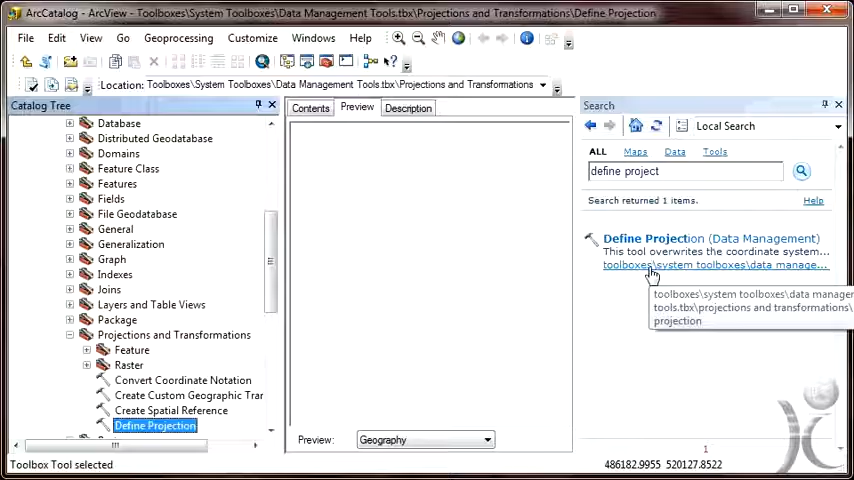 ArcCatalog - ArcView - Toolboxes\System Toolboxes\Data Management Tools.tbx\Projections and Transformations\Define Projection
File Edit View Go Geoprocessing Customize Windows Help
Location: Toolboxes\System Toolboxes\Data Management Tools.tbx\Projections and Transformations
Catalog Tree
Database
Distributed Geodatabase
Domains
Feature Class
Features
Fields
File Geodatabase
General
Generalization
Graph
Indexes
Joins
Layers and Table Views
Package
Projections and Transformations
Feature
Raster
Convert Coordinate Notation
Create Custom Geographic Tran
Create Spatial Reference
Define Projection
Contents Preview Description
Preview: Geography
Search
Local Search
ALL Maps Data Tools
define project
Search returned 1 items. Help
Define Projection (Data Management)
This tool overwrites the coordinate system...
toolboxes\system toolboxes\data manage...
toolboxes\system toolboxes\data manager
tools.tbx\projections and transformations\
projection
1
Toolbox Tool selected
486182.9955 520127.8522